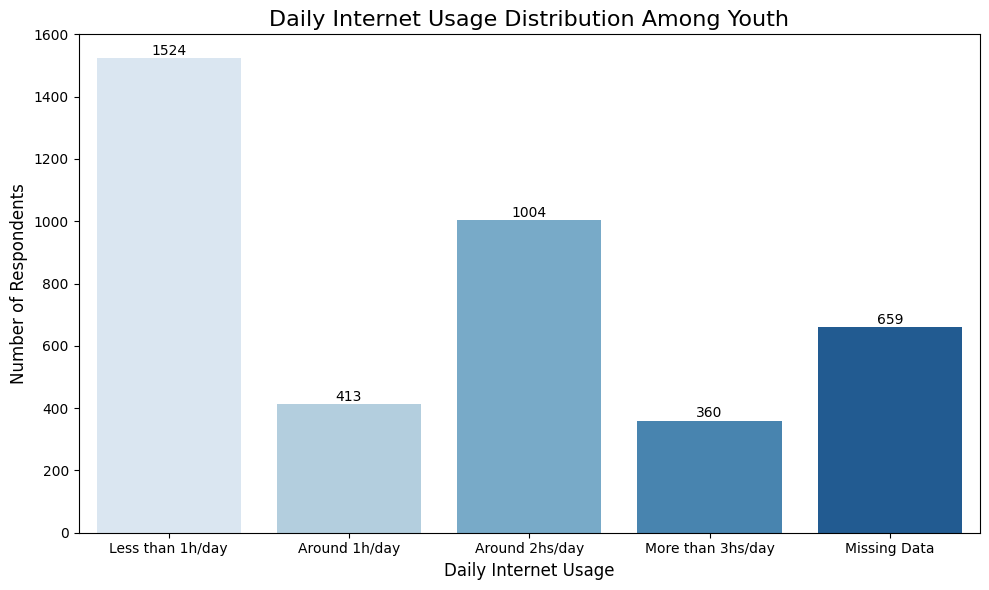 Daily Internet Usage Distribution Among Youth
Number of Respondents
1600
1400
1200
1000
800
600
400
200
0
1524
413
1004
360
659
Less than 1h/day
Around 1h/day
Around 2hs/day
More than 3hs/day
Missing Data
Daily Internet Usage